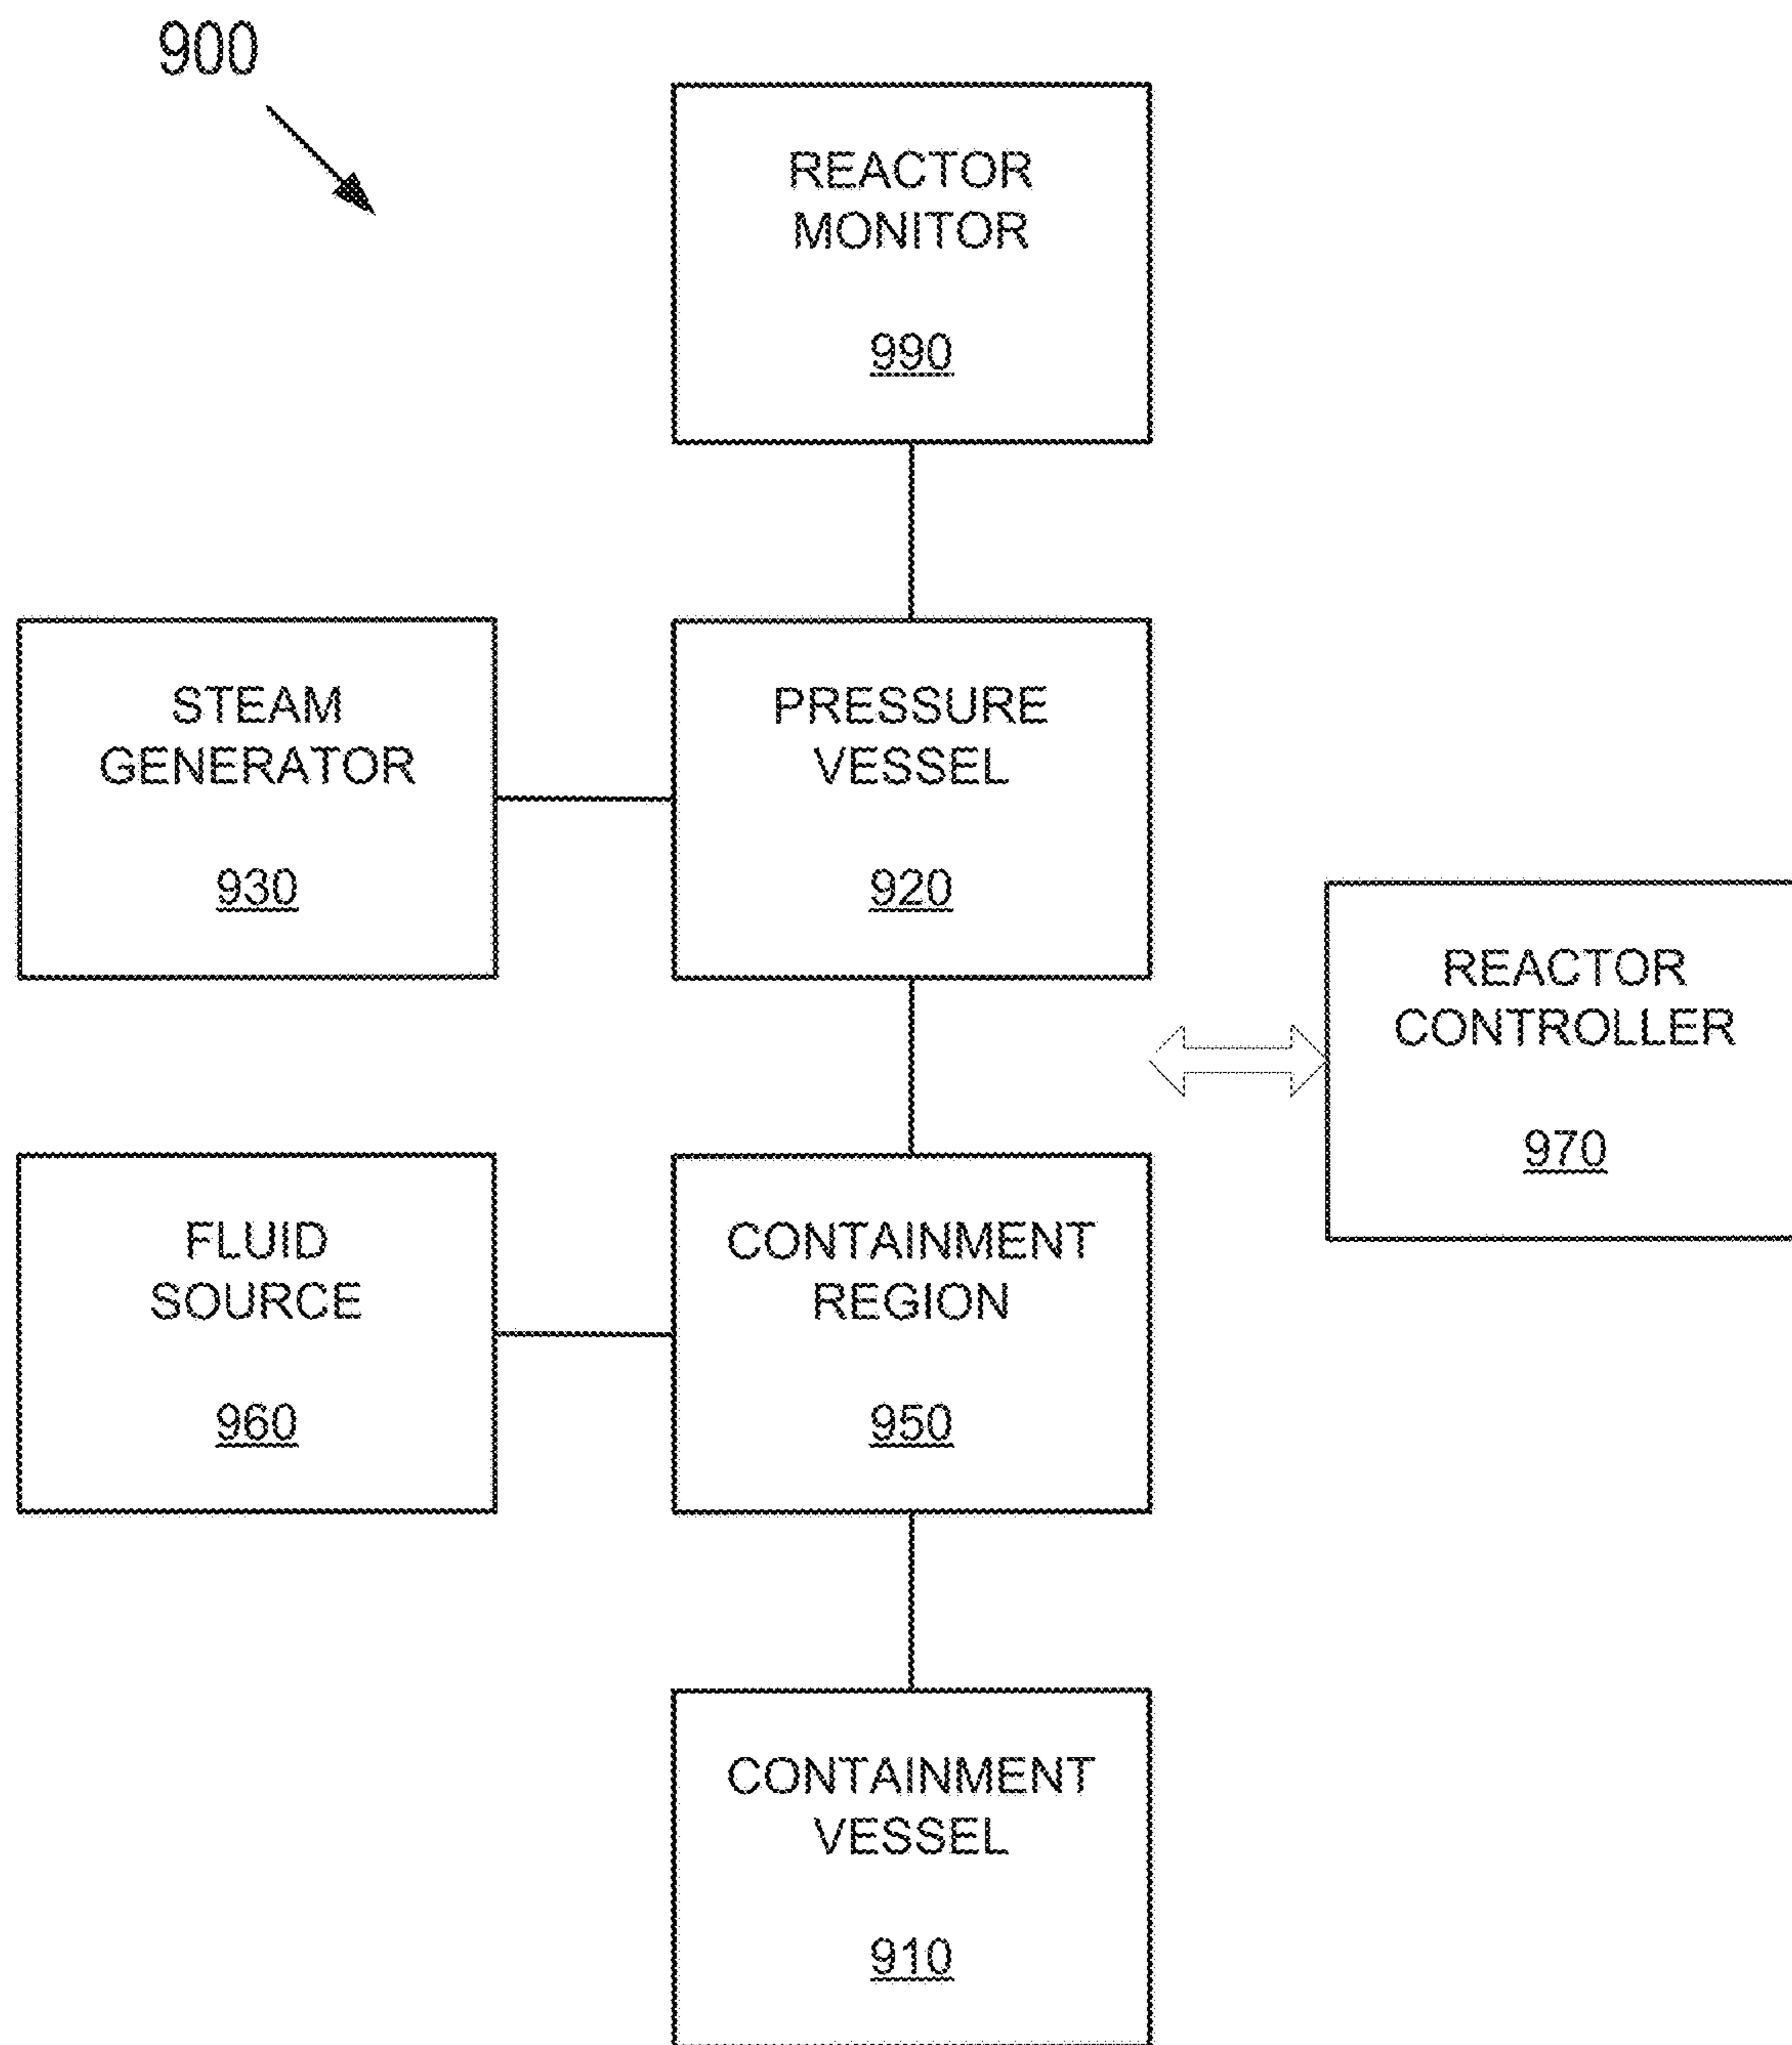 900
REACTOR
MONITOR
990
STEAM
GENERATOR
930
PRESSURE
VESSEL
920
REACTOR
CONTROLLER
970
FLUID
SOURCE
960
CONTAINMENT
REGION
950
CONTAINMENT
VESSEL
910